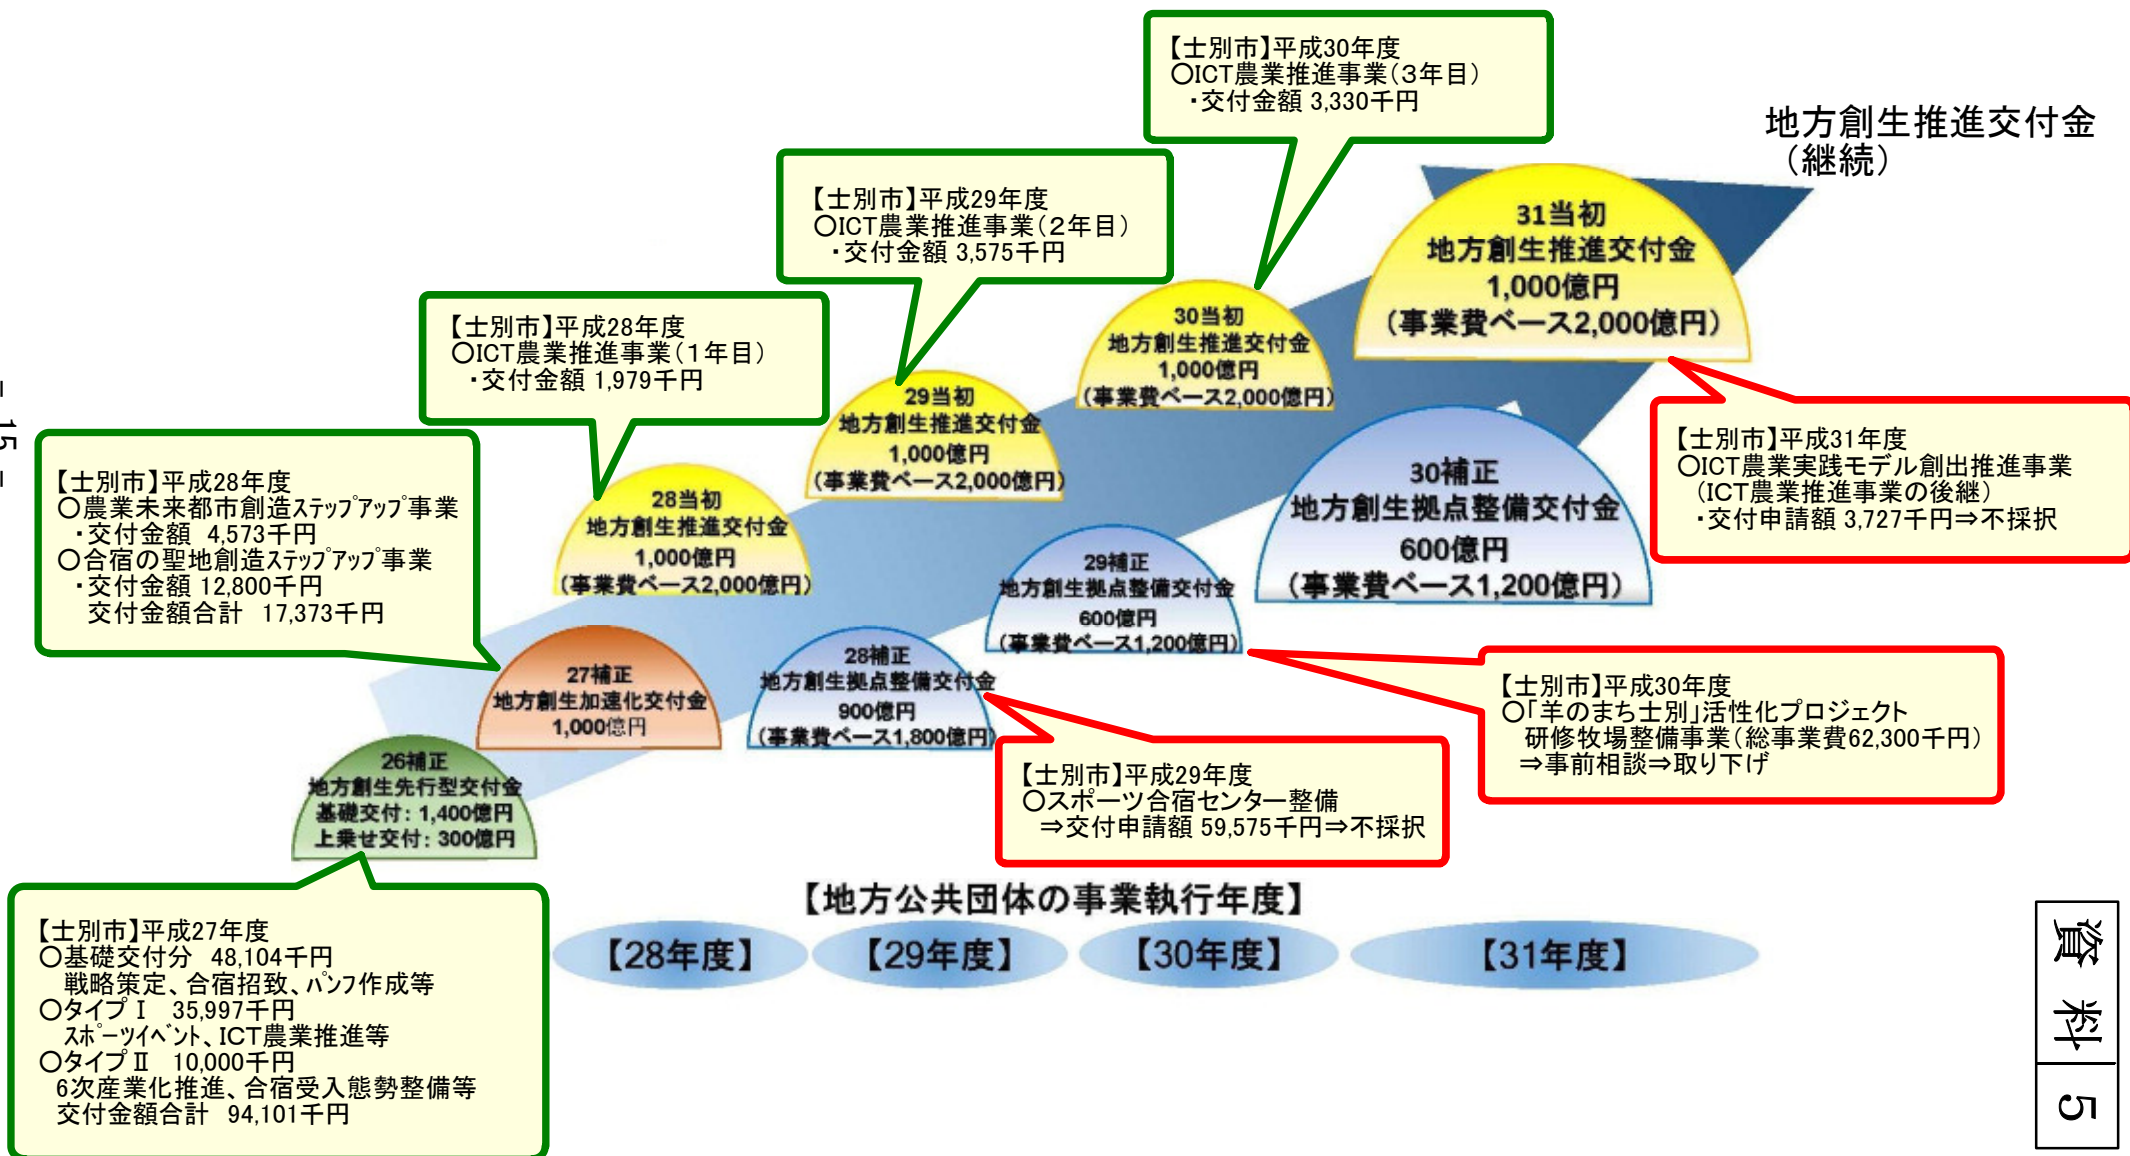 【士別市】平成30年度
○ICT農業推進事業(3年目)
・交付金額 3,330千円
地方創生推進交付金
(継続)
【士別市】平成29年度
○ICT農業推進事業(2年目)
・交付金額 3,575千円
31当初
地方創生推進交付金
1,000億円
(事業費ベース2,000億円)
【士別市】平成28年度
○ICT農業推進事業(1年目)
・交付金額 1,979千円
30当初
地方創生推進交付金
1,000億円
(事業費ベース2,000億円)
29当初
地方創生推進交付金
1,000億円
(事業費ベース2,000億円)
【士別市】平成31年度
○ICT農業実践モデル創出推進事業
(ICT農業推進事業の後継)
・交付申請額 3,727千円⇒不採択
- 15 -
【士別市】平成28年度
○農業未来都市創造ステップアップ事業
・交付金額 4,573千円
○合宿の聖地創造ステップアップ事業
・交付金額 12,800千円
交付金額合計 17,373千円
28当初
地方創生推進交付金
1,000億円
(事業費ベース2,000億円)
30補正
地方創生拠点整備交付金
600億円
(事業費ベース1,200億円)
29補正
地方創生拠点整備交付金
600億円
(事業費ベース1,200億円)
27補正
地方創生加速化交付金
1,000億円
28補正
地方創生拠点整備交付金
900億円
(事業費ベース1,800億円)
【士別市】平成30年度
○「羊のまち士別」活性化プロジェクト
研修牧場整備事業(総事業費62,300千円)
⇒事前相談⇒取り下げ
26補正
地方創生先行型交付金
基礎交付:1,400億円
上乗せ交付:300億円
【士別市】平成29年度
○スポーツ合宿センター整備
⇒交付申請額 59,575千円⇒不採択
【士別市】平成27年度
○基礎交付分 48,104千円
戦略策定、合宿招致、パンフ作成等
○タイプⅠ 35,997千円
スポーツイベント、ICT農業推進等
○タイプⅡ 10,000千円
6次産業化推進、合宿受入態勢整備等
交付金額合計 94,101千円
【地方公共団体の事業執行年度】
【28年度】
【29年度】
【30年度】
【31年度】
資料5